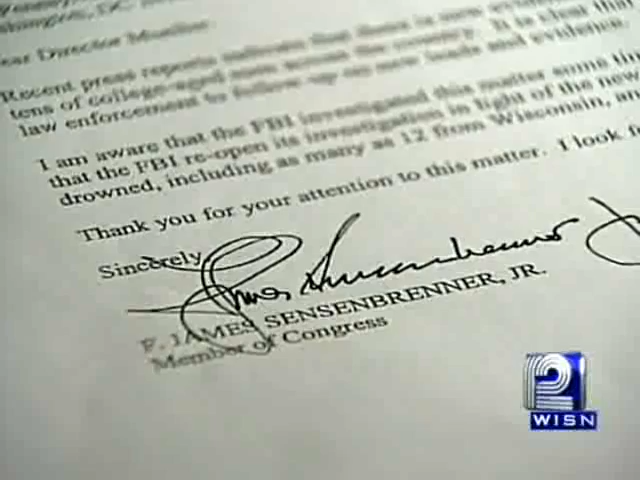 ear Director Mueller
Recent press reports indicate that there is new evidence
tens of college-aged men across the country. It is clear that
law enforcement to follow up on new leads and evidence.
I am aware that the FBI investigated this matter some tim
that the FBI re-open its investigation in light of the new
drowned, including as many as 12 from Wisconsin, an
Thank you for your attention to this matter. I look
Sincerely
James Sensenbrenner
F. JAMES SENSENBRENNER, JR.
Member of Congress
12
WISN